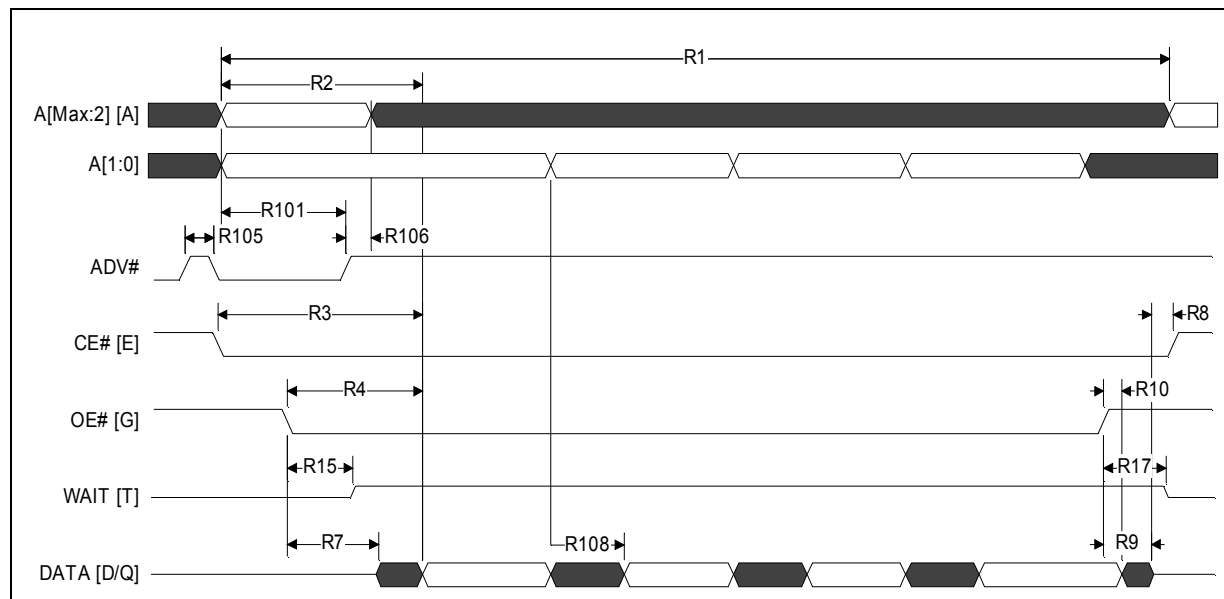 R1
R2
A[Max:2] [A]
A[1:0]
R101
R105
R106
ADV#
R3
R8
CE# [E]
R4
R10
OE# [G]
R15
R17
WAIT [T]
R7
R108
R9
DATA [D/Q]